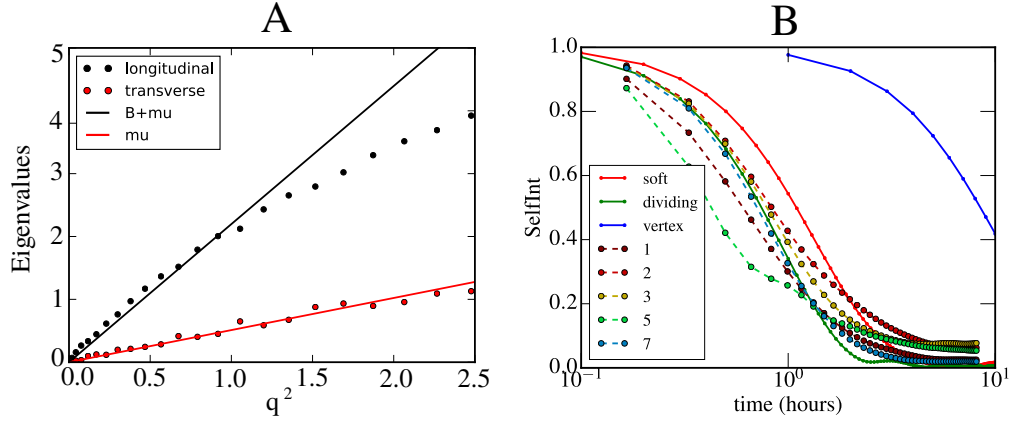 A
Eigenvalues
5
4
3
2
1
0
longitudinal
transverse
B+mu
mu
0.0
0.5
1.0
1.5
2.0
2.5
q²
B
SelfInt
1.0
0.8
0.6
0.4
0.2
0.0
soft
dividing
vertex
1
2
3
5
7
10⁻¹
10⁰
10¹
time (hours)